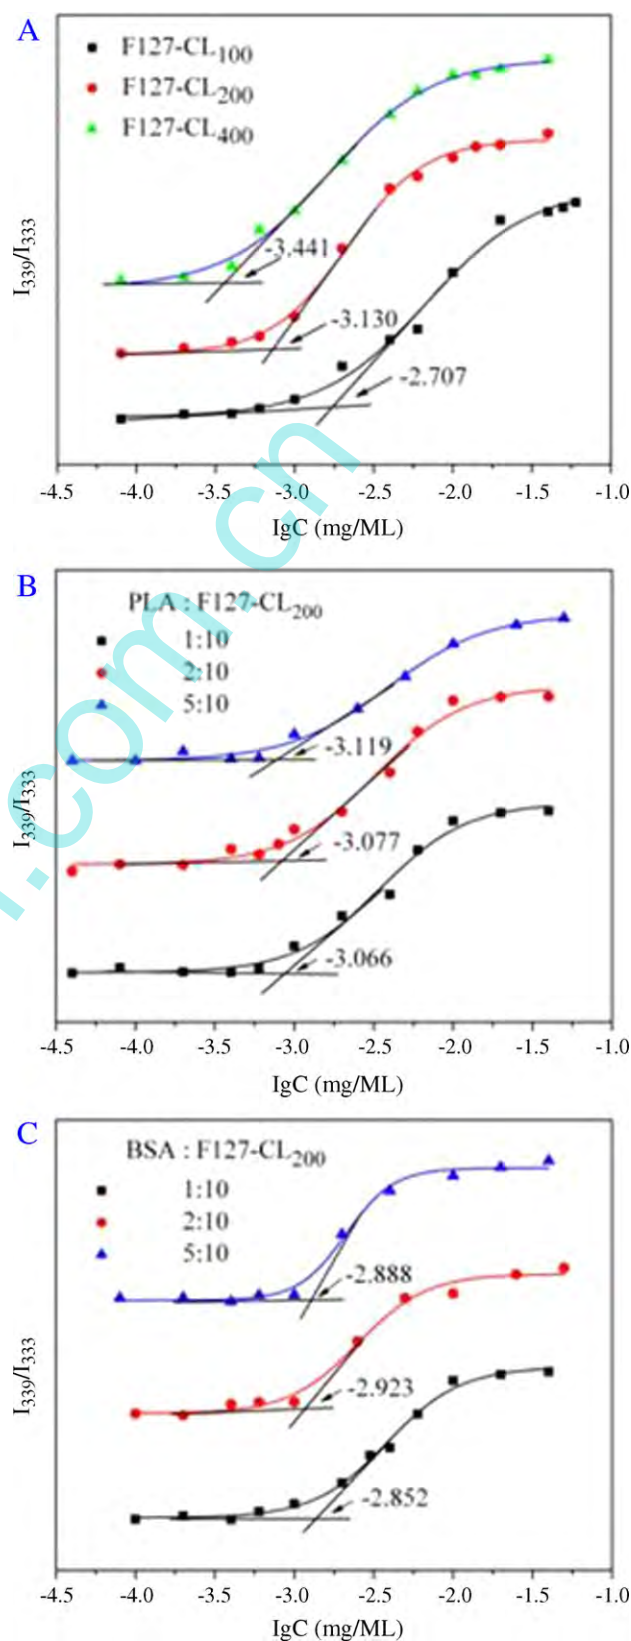 A
F127-CL100
F127-CL200
F127-CL400
-3.441
-3.130
-2.707
I339/I333
-4.5 -4.0 -3.5 -3.0 -2.5 -2.0 -1.5 -1.0
IgC (mg/ML)
B
PLA : F127-CL200
1:10
2:10
5:10
-3.119
-3.077
-3.066
I339/I333
-4.5 -4.0 -3.5 -3.0 -2.5 -2.0 -1.5 -1.0
IgC (mg/ML)
C
BSA : F127-CL200
1:10
2:10
5:10
-2.888
-2.923
-2.852
I339/I333
-4.5 -4.0 -3.5 -3.0 -2.5 -2.0 -1.5 -1.0
IgC (mg/ML)
.com.cn